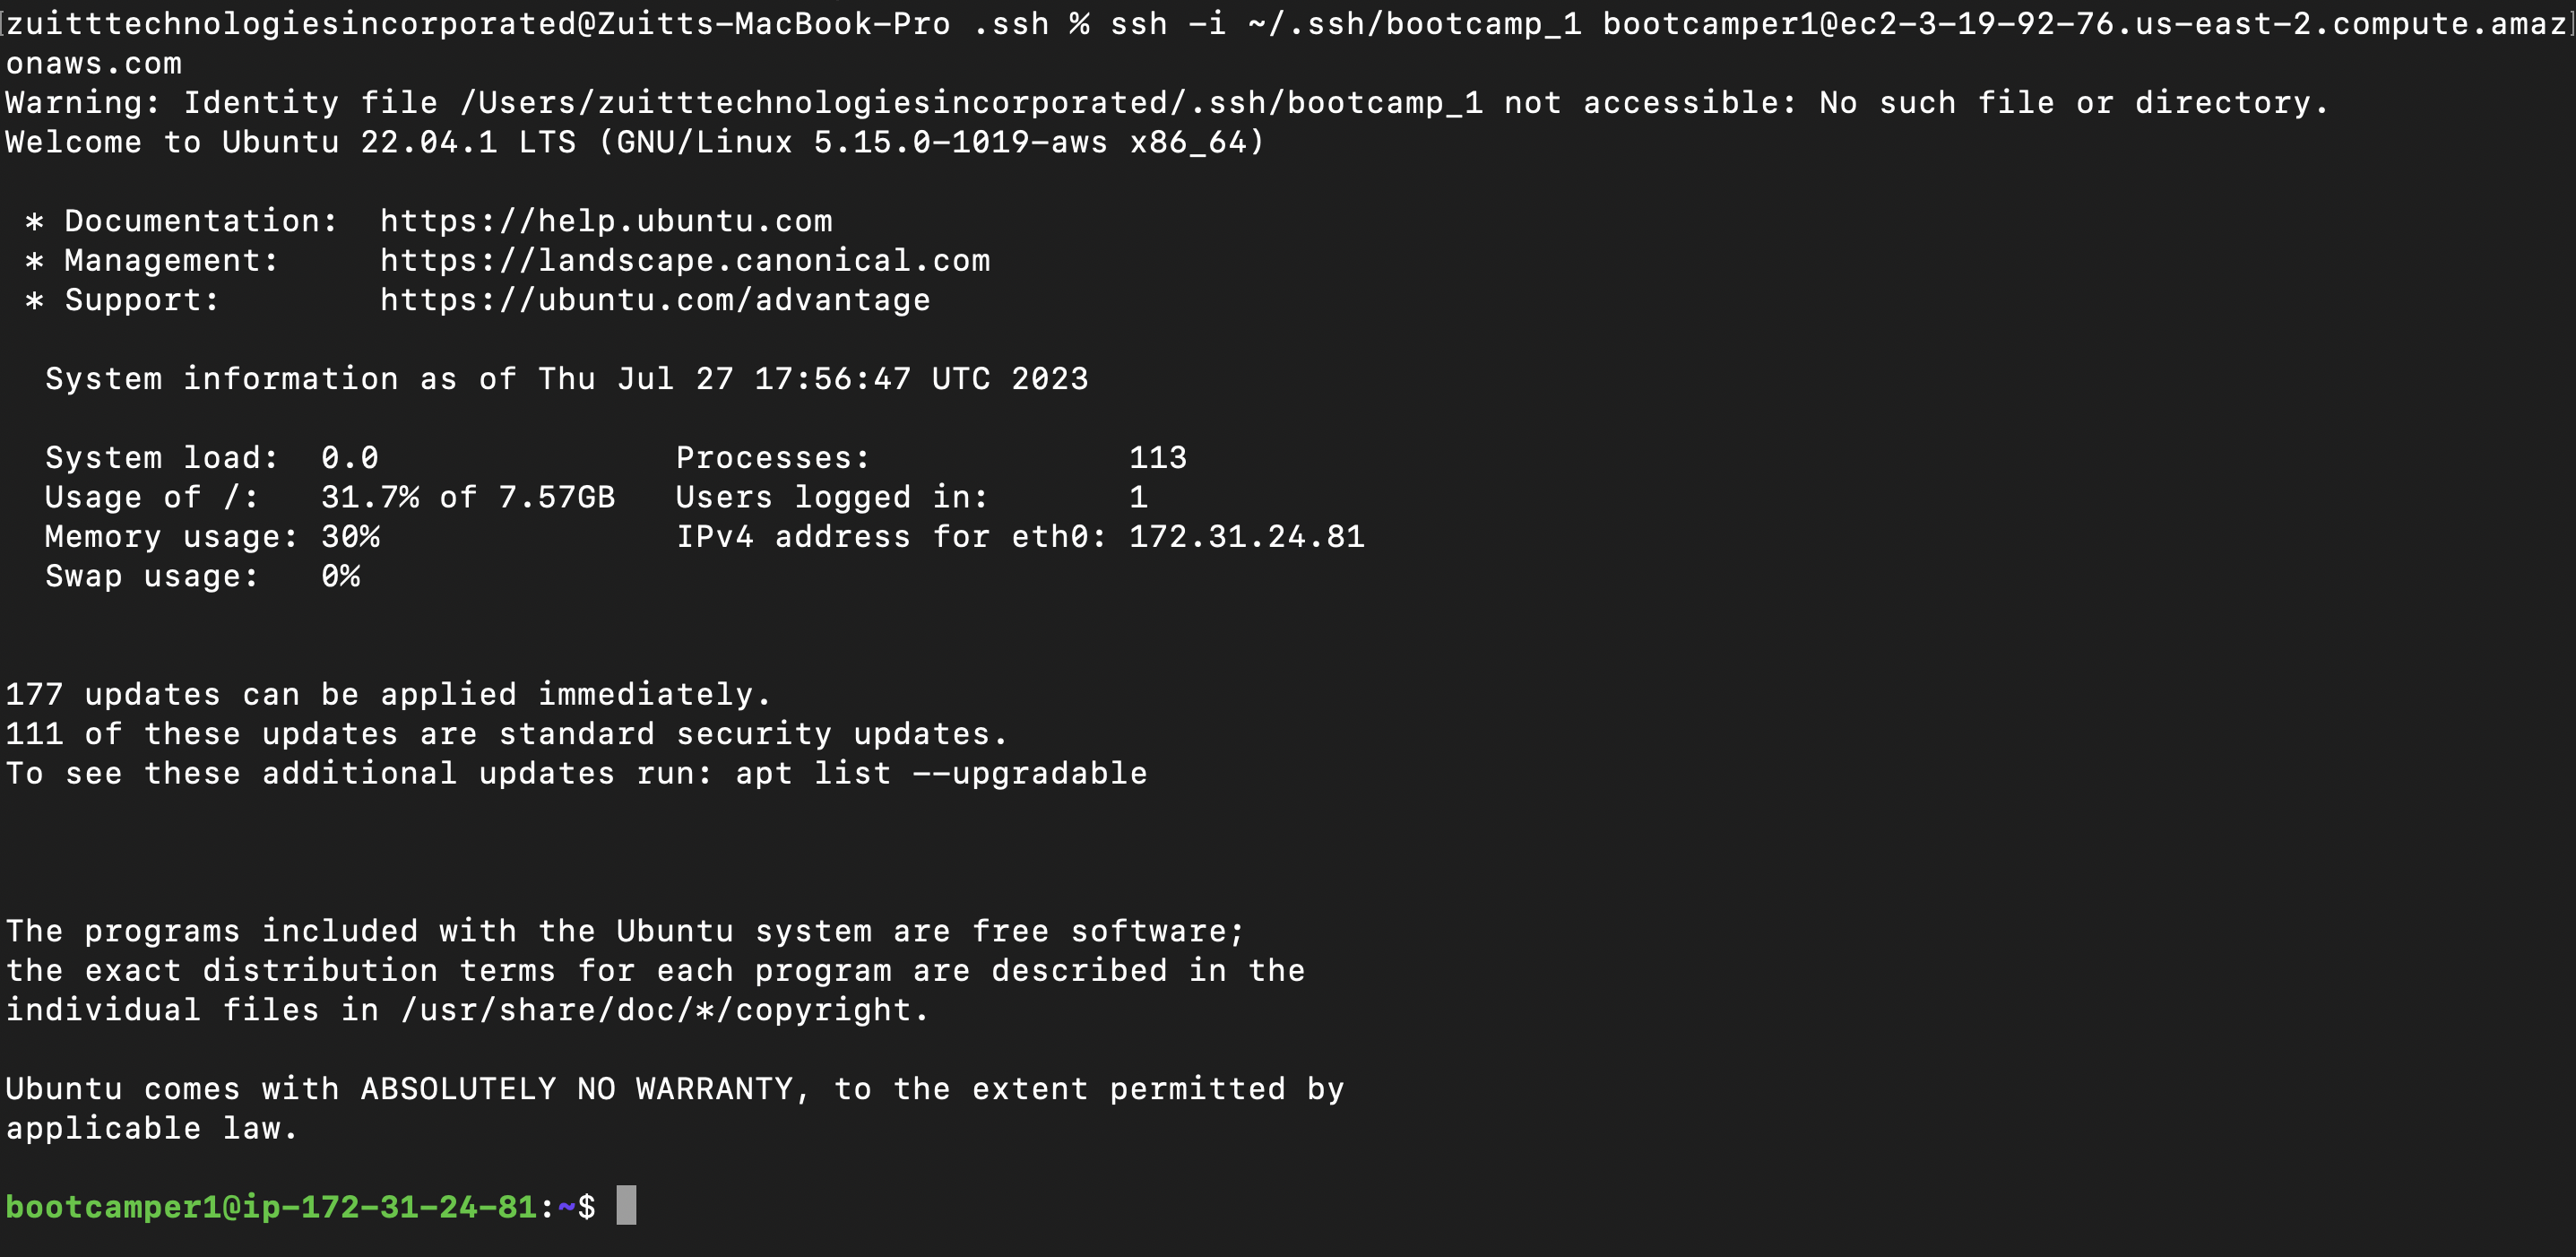 [zuitttechnologiesincorporated@Zuitts-MacBook-Pro .ssh % ssh -i ~/.ssh/bootcamp_1 bootcamper1@ec2-3-19-92-76.us-east-2.compute.amaz]
onaws.com
Warning: Identity file /Users/zuitttechnologiesincorporated/.ssh/bootcamp_1 not accessible: No such file or directory.
Welcome to Ubuntu 22.04.1 LTS (GNU/Linux 5.15.0-1019-aws x86_64)

 * Documentation:  https://help.ubuntu.com
 * Management:     https://landscape.canonical.com
 * Support:        https://ubuntu.com/advantage

  System information as of Thu Jul 27 17:56:47 UTC 2023

  System load:  0.0               Processes:             113
  Usage of /:   31.7% of 7.57GB   Users logged in:       1
  Memory usage: 30%               IPv4 address for eth0: 172.31.24.81
  Swap usage:   0%

177 updates can be applied immediately.
111 of these updates are standard security updates.
To see these additional updates run: apt list --upgradable

The programs included with the Ubuntu system are free software;
the exact distribution terms for each program are described in the
individual files in /usr/share/doc/*/copyright.

Ubuntu comes with ABSOLUTELY NO WARRANTY, to the extent permitted by
applicable law.

bootcamper1@ip-172-31-24-81:~$